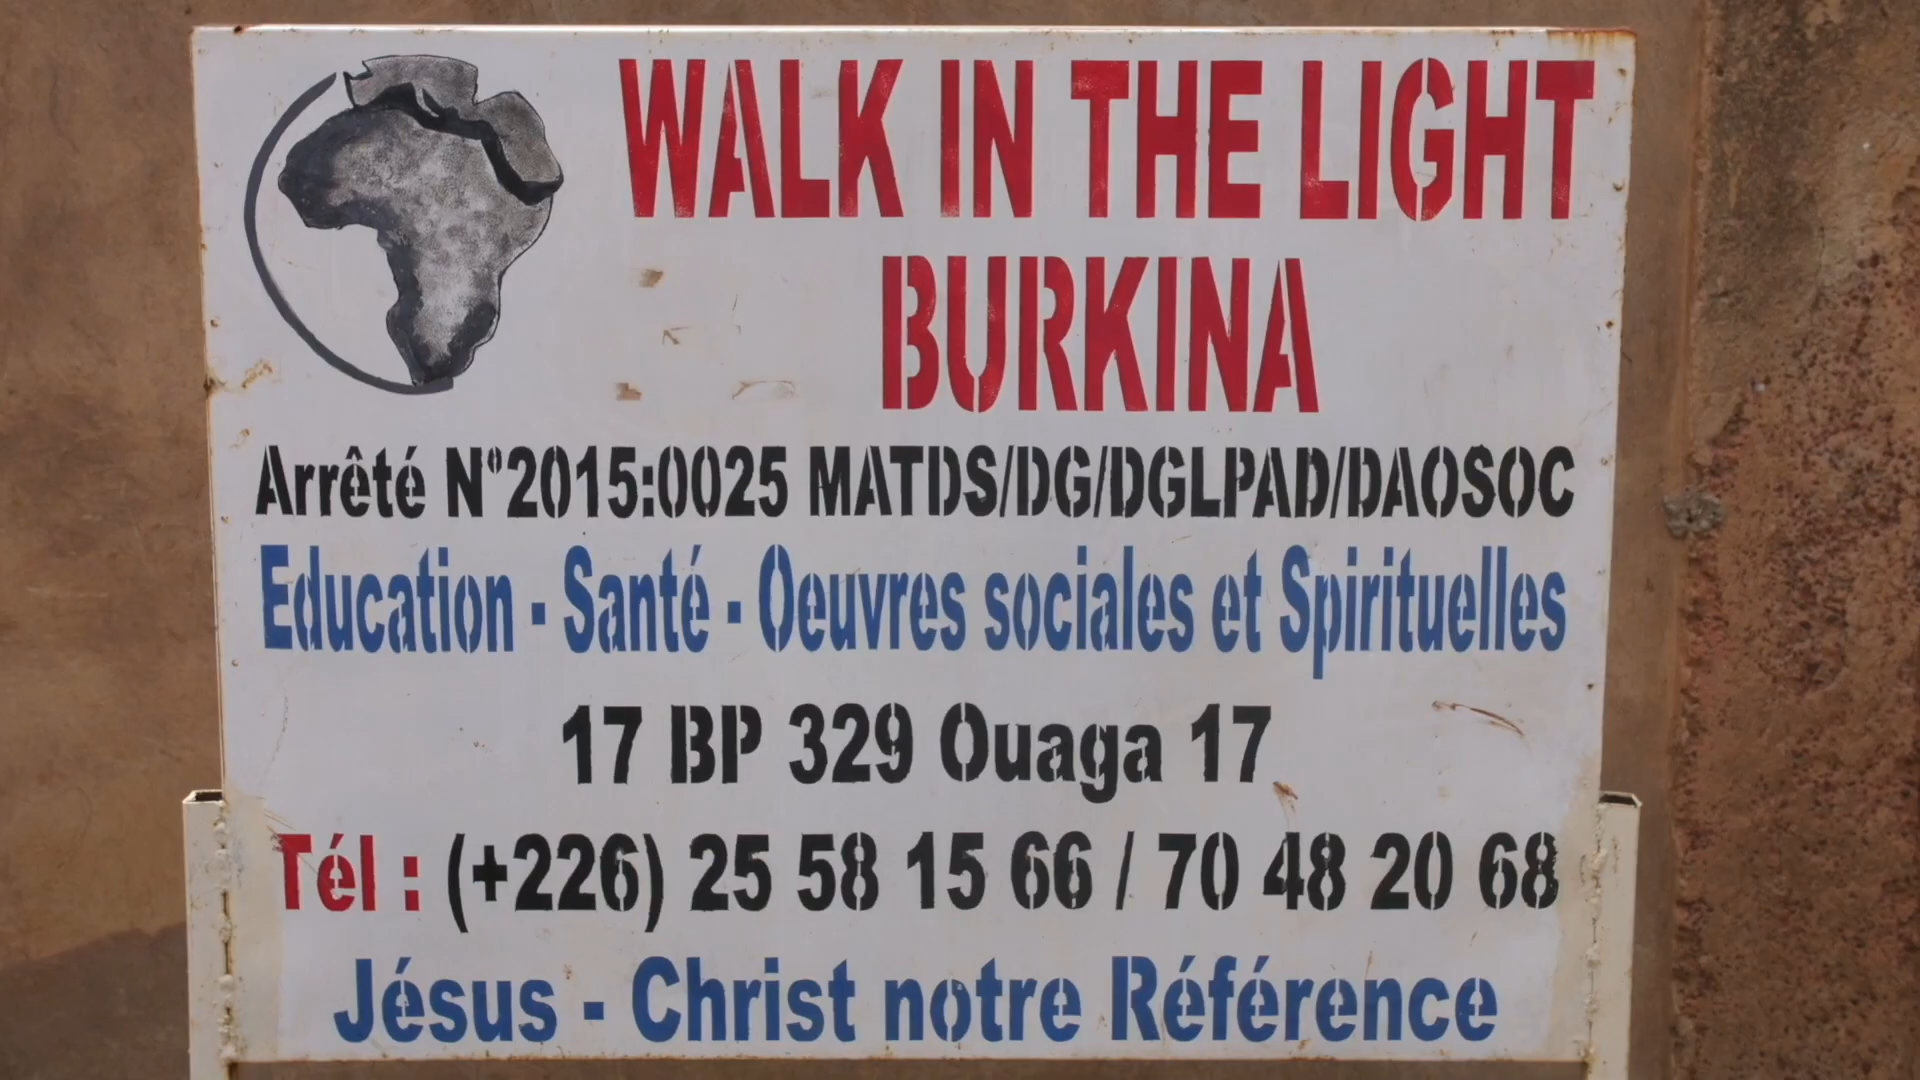 WALK IN THE LIGHT
BURKINA
Arrêté N°2015:0025 MATDS/DG/DGLPAD/DAOSOC
Education - Santé - Oeuvres sociales et Spirituelles
17 BP 329 Ouaga 17
Tél : (+226) 25 58 15 66 / 70 48 20 68
Jésus - Christ notre Référence